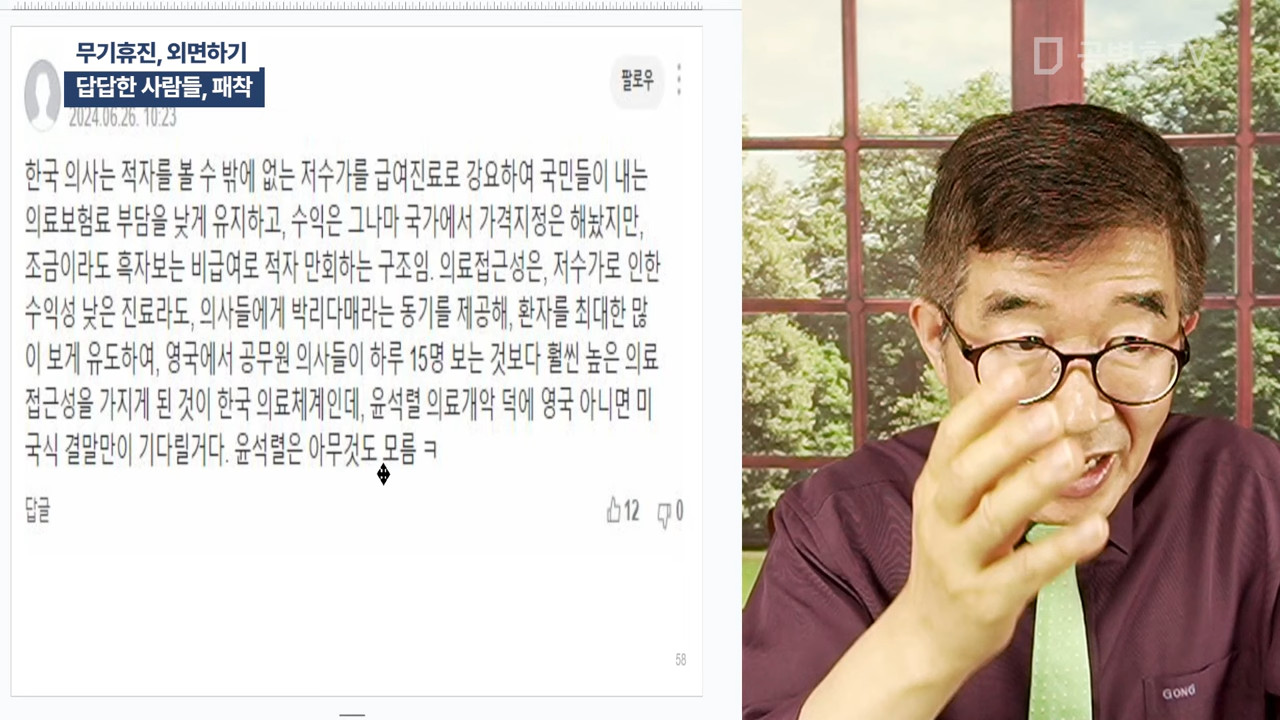 무기휴진, 외면하기
답답한 사람들, 패착
팔로우
2024.06.26. 10:23
한국 의사는 적자를 볼 수 밖에 없는 저수가를 급여진료로 강요하여 국민들이 내는
의료보험료 부담을 낮게 유지하고, 수익은 그나마 국가에서 가격지정은 해놨지만,
조금이라도 흑자보는 비급여로 적자 만회하는 구조임. 의료접근성은, 저수가로 인한
수익성 낮은 진료라도, 의사들에게 박리다매라는 동기를 제공해, 환자를 최대한 많
이 보게 유도하여, 영국에서 공무원 의사들이 하루 15명 보는 것보다 훨씬 높은 의료
접근성을 가지게 된 것이 한국 의료체계인데, 윤석렬 의료개악 덕에 영국 아니면 미
국식 결말만이 기다릴거다. 윤석렬은 아무것도 모름 ㅋ
답글
12
0
58
공병호TV
GONG